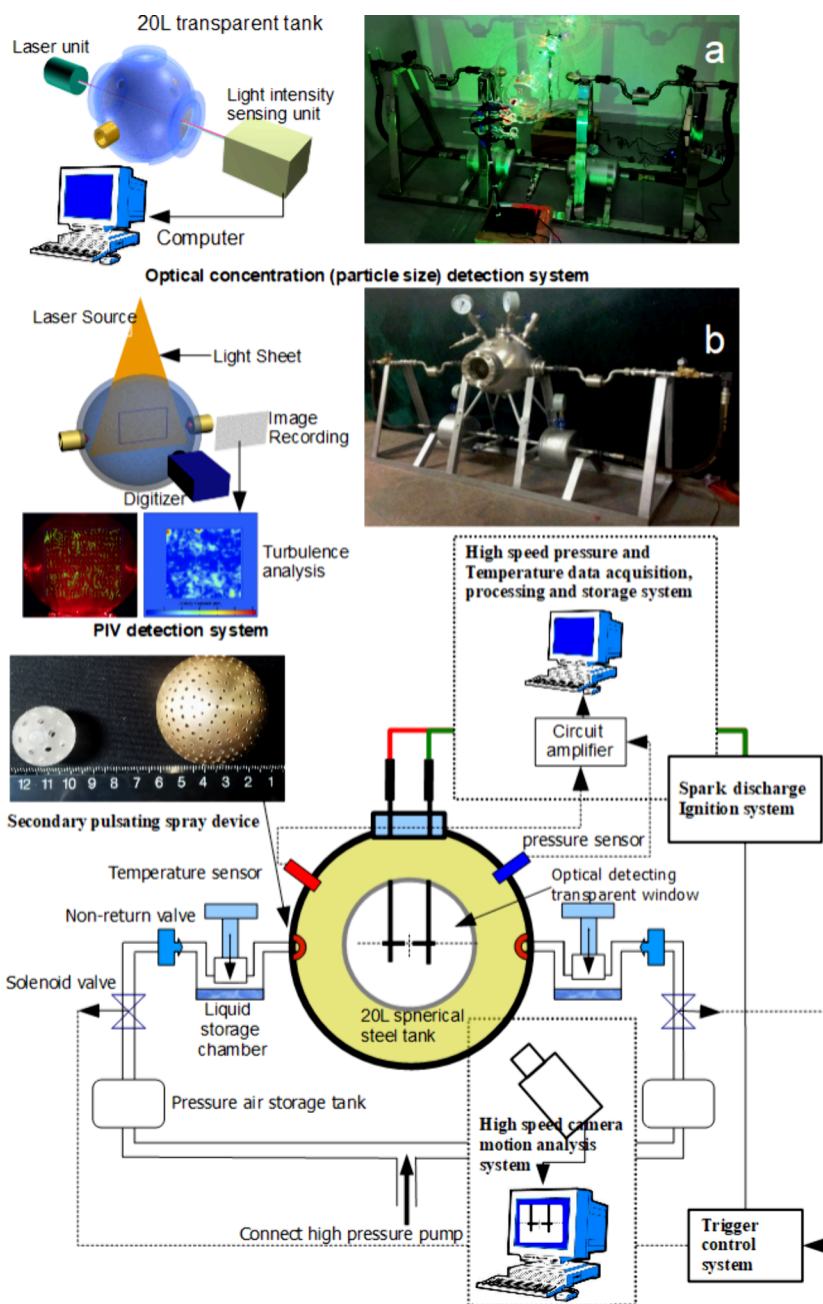 20L transparent tank
Laser unit
Light intensity
sensing unit
Computer
a
Optical concentration (particle size) detection system
Laser Source
Light Sheet
Image
Recording
Digitizer
Turbulence
analysis
PIV detection system
b
High speed pressure and
Temperature data acquisition,
processing and storage system
Circuit
amplifier
Spark discharge
Ignition system
12 11 10 9 8 7 6 5 4 3 2 1
Secondary pulsating spray device
pressure sensor
Temperature sensor
Optical detecting
transparent window
Non-return valve
Solenoid valve
Liquid
storage
chamber
20L spherical
steel tank
Pressure air storage tank
High speed camera
motion analysis
system
Connect high pressure pump
Trigger
control
system